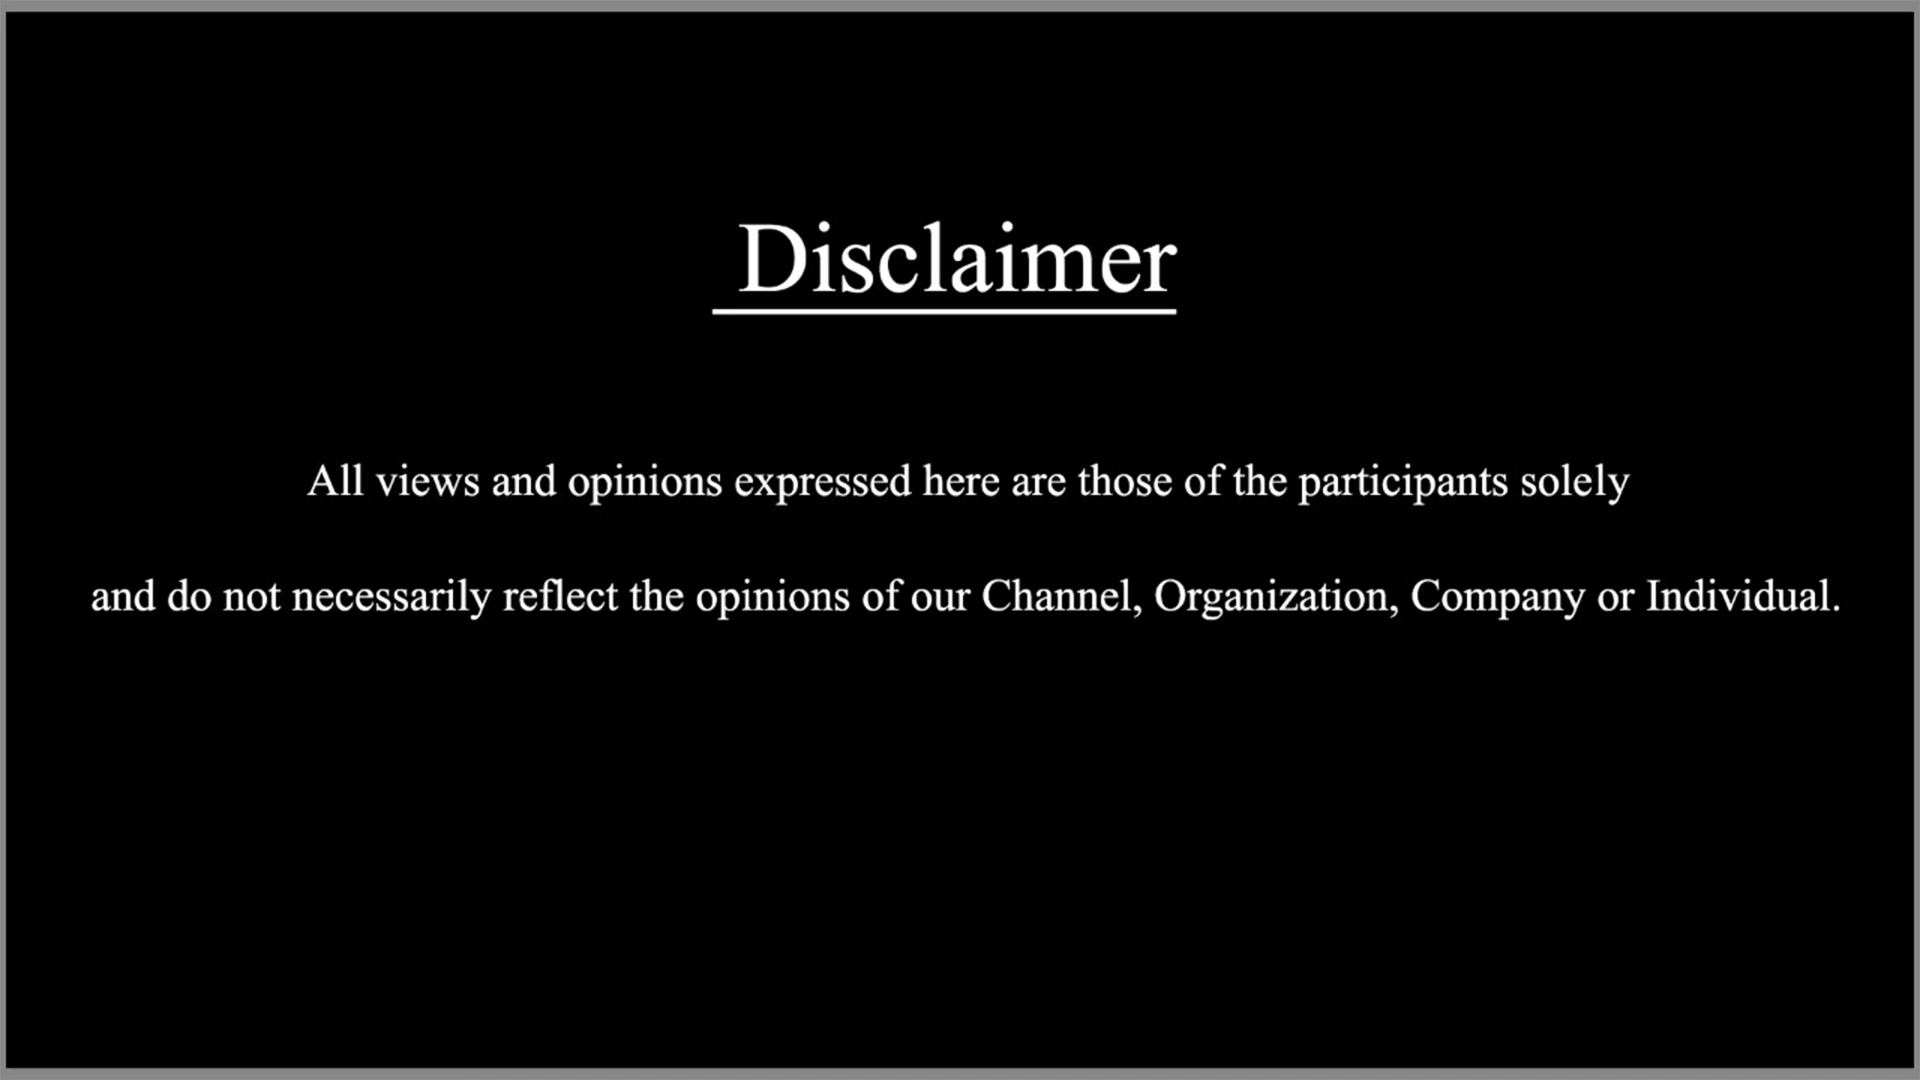 Disclaimer
All views and opinions expressed here are those of the participants solely
and do not necessarily reflect the opinions of our Channel, Organization, Company or Individual.